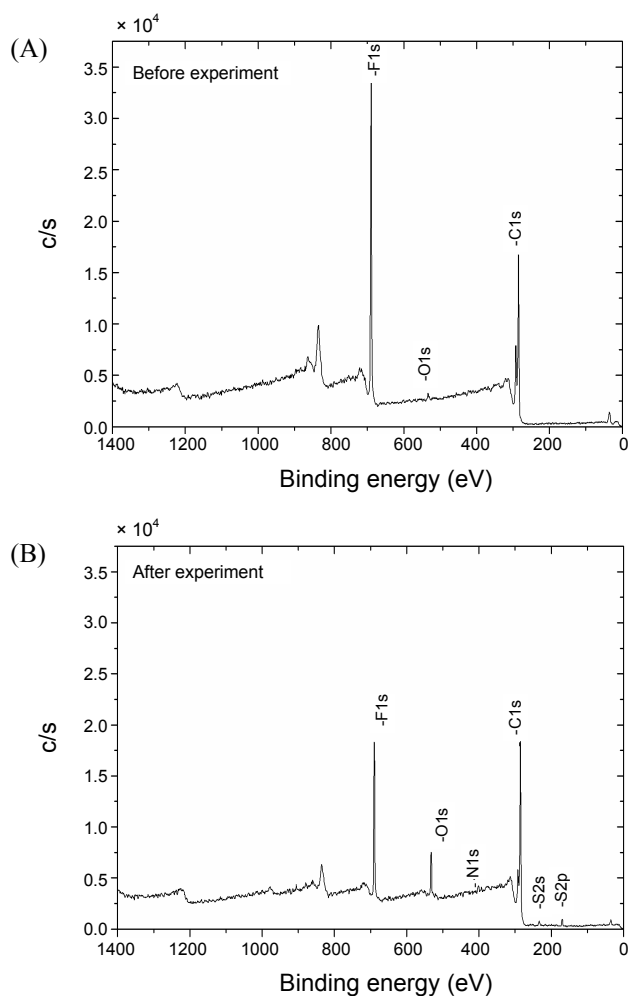 (A)
× 10⁴
Before experiment
-F1s
-O1s
-C1s
3.5
3.0
2.5
2.0
1.5
1.0
0.5
0.0
c/s
1400 1200 1000 800 600 400 200 0
Binding energy (eV)
(B)
× 10⁴
After experiment
-F1s
-O1s
-N1s
-C1s
-S2s
-S2p
3.5
3.0
2.5
2.0
1.5
1.0
0.5
0.0
c/s
1400 1200 1000 800 600 400 200 0
Binding energy (eV)